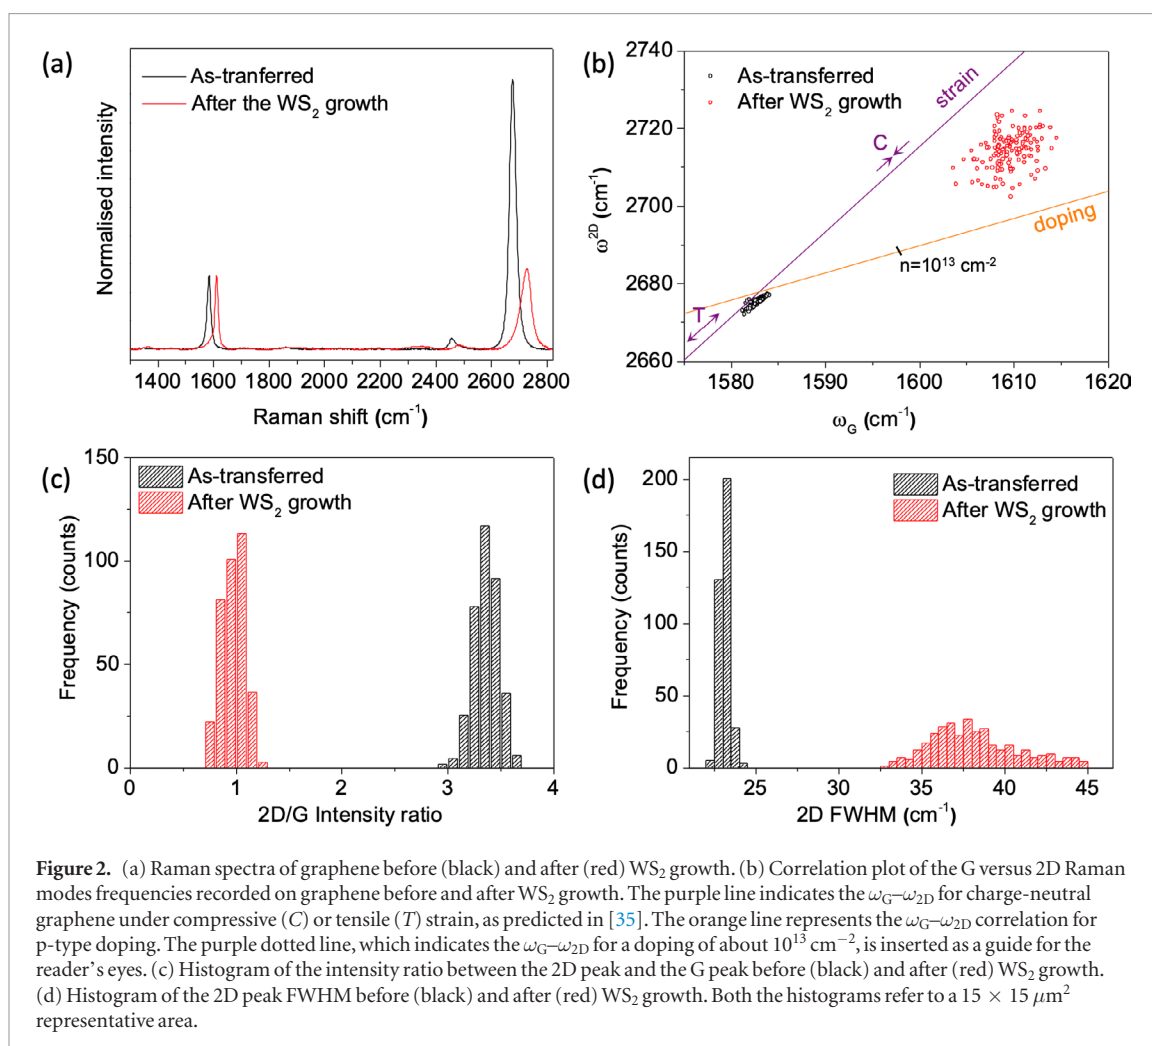 (a)
As-tranferred
After the WS2 growth
Normalised intensity
1400 1600 1800 2000 2200 2400 2600 2800
Raman shift (cm-1)
(b)
As-transferred
After WS2 growth
strain
C
T
doping
n=10^13 cm-2
ω2D (cm-1)
2740
2720
2700
2680
2660
1580 1590 1600 1610 1620
ωG (cm-1)
(c)
As-transferred
After WS2 growth
Frequency (counts)
150
100
50
0
0 1 2 3 4
2D/G Intensity ratio
(d)
As-transferred
After WS2 growth
Frequency (counts)
200
150
100
50
0
25 30 35 40 45
2D FWHM (cm-1)
Figure 2. (a) Raman spectra of graphene before (black) and after (red) WS2 growth. (b) Correlation plot of the G versus 2D Raman
modes frequencies recorded on graphene before and after WS2 growth. The purple line indicates the ωG–ω2D for charge-neutral
graphene under compressive (C) or tensile (T) strain, as predicted in [35]. The orange line represents the ωG–ω2D correlation for
p-type doping. The purple dotted line, which indicates the ωG–ω2D for a doping of about 10^13 cm−2, is inserted as a guide for the
reader's eyes. (c) Histogram of the intensity ratio between the 2D peak and the G peak before (black) and after (red) WS2 growth.
(d) Histogram of the 2D peak FWHM before (black) and after (red) WS2 growth. Both the histograms refer to a 15 × 15 μm2
representative area.